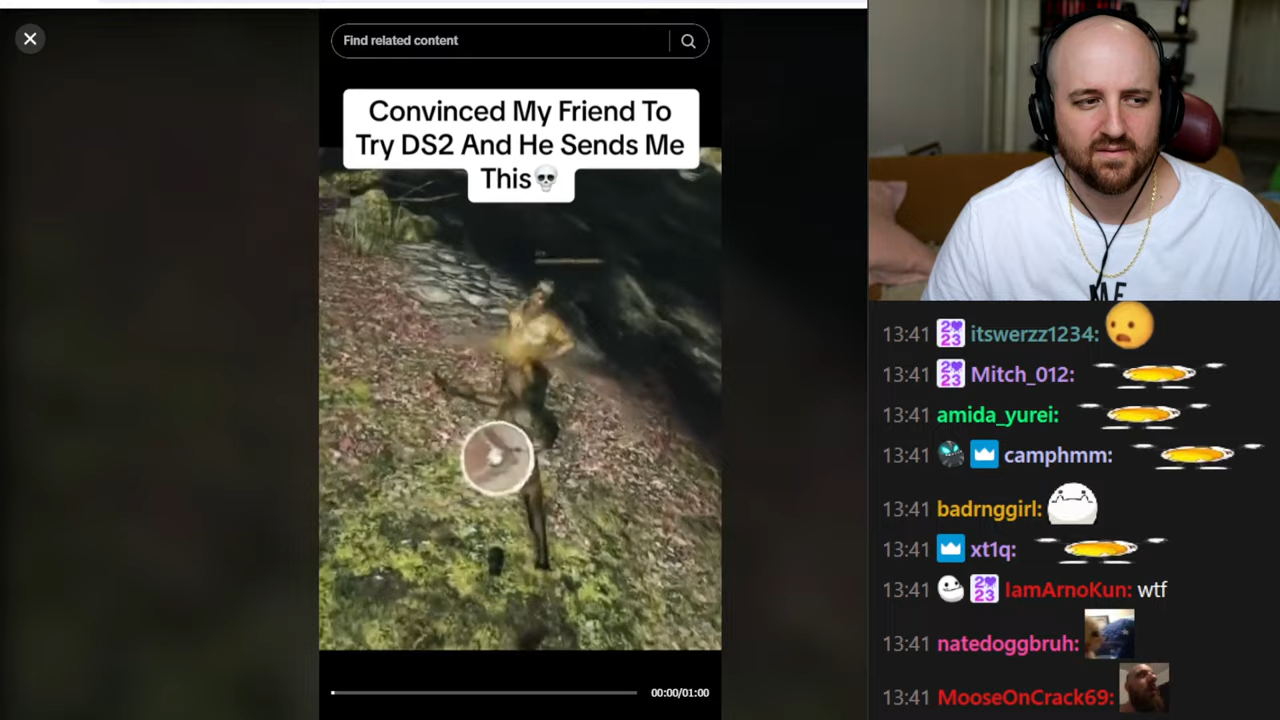 Find related content
Convinced My Friend To
Try DS2 And He Sends Me
This💀
00:00/01:00
ME
13:41 itswerzz1234:
13:41 Mitch_012:
13:41 amida_yurei:
13:41 camphmm:
13:41 badrnggirl:
13:41 xt1q:
13:41 IamArnoKun: wtf
13:41 natedoggbruh:
13:41 MooseOnCrack69: